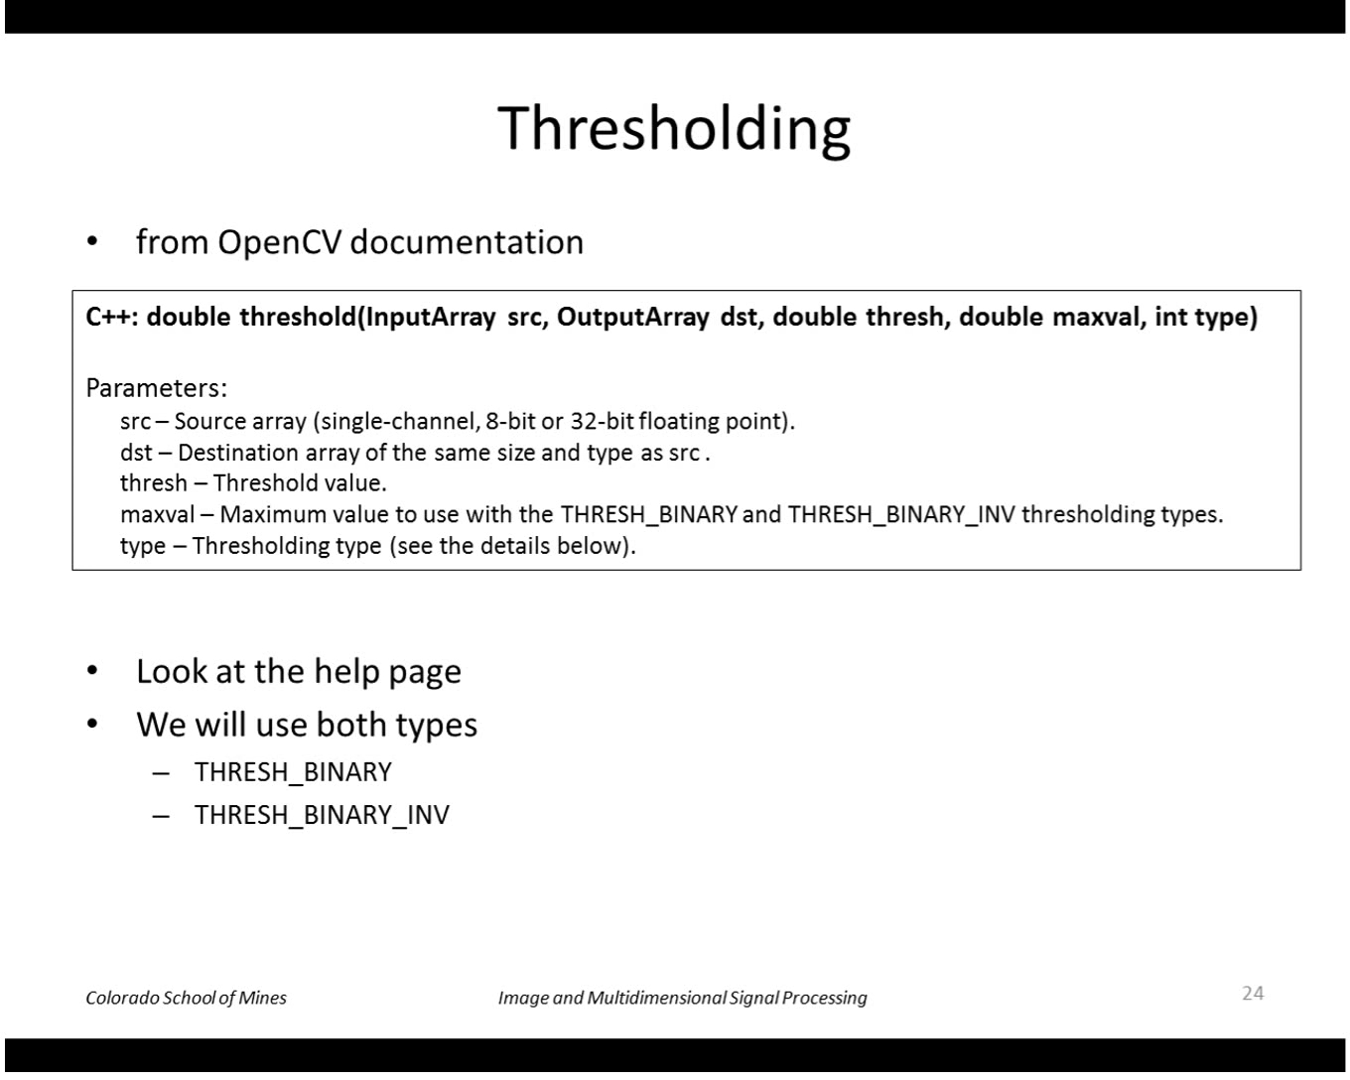 Thresholding
• from OpenCV documentation
C++: double threshold(InputArray src, OutputArray dst, double thresh, double maxval, int type)
Parameters:
src – Source array (single-channel, 8-bit or 32-bit floating point).
dst – Destination array of the same size and type as src .
thresh – Threshold value.
maxval – Maximum value to use with the THRESH_BINARY and THRESH_BINARY_INV thresholding types.
type – Thresholding type (see the details below).
• Look at the help page
• We will use both types
– THRESH_BINARY
– THRESH_BINARY_INV
Colorado School of Mines Image and Multidimensional Signal Processing 24